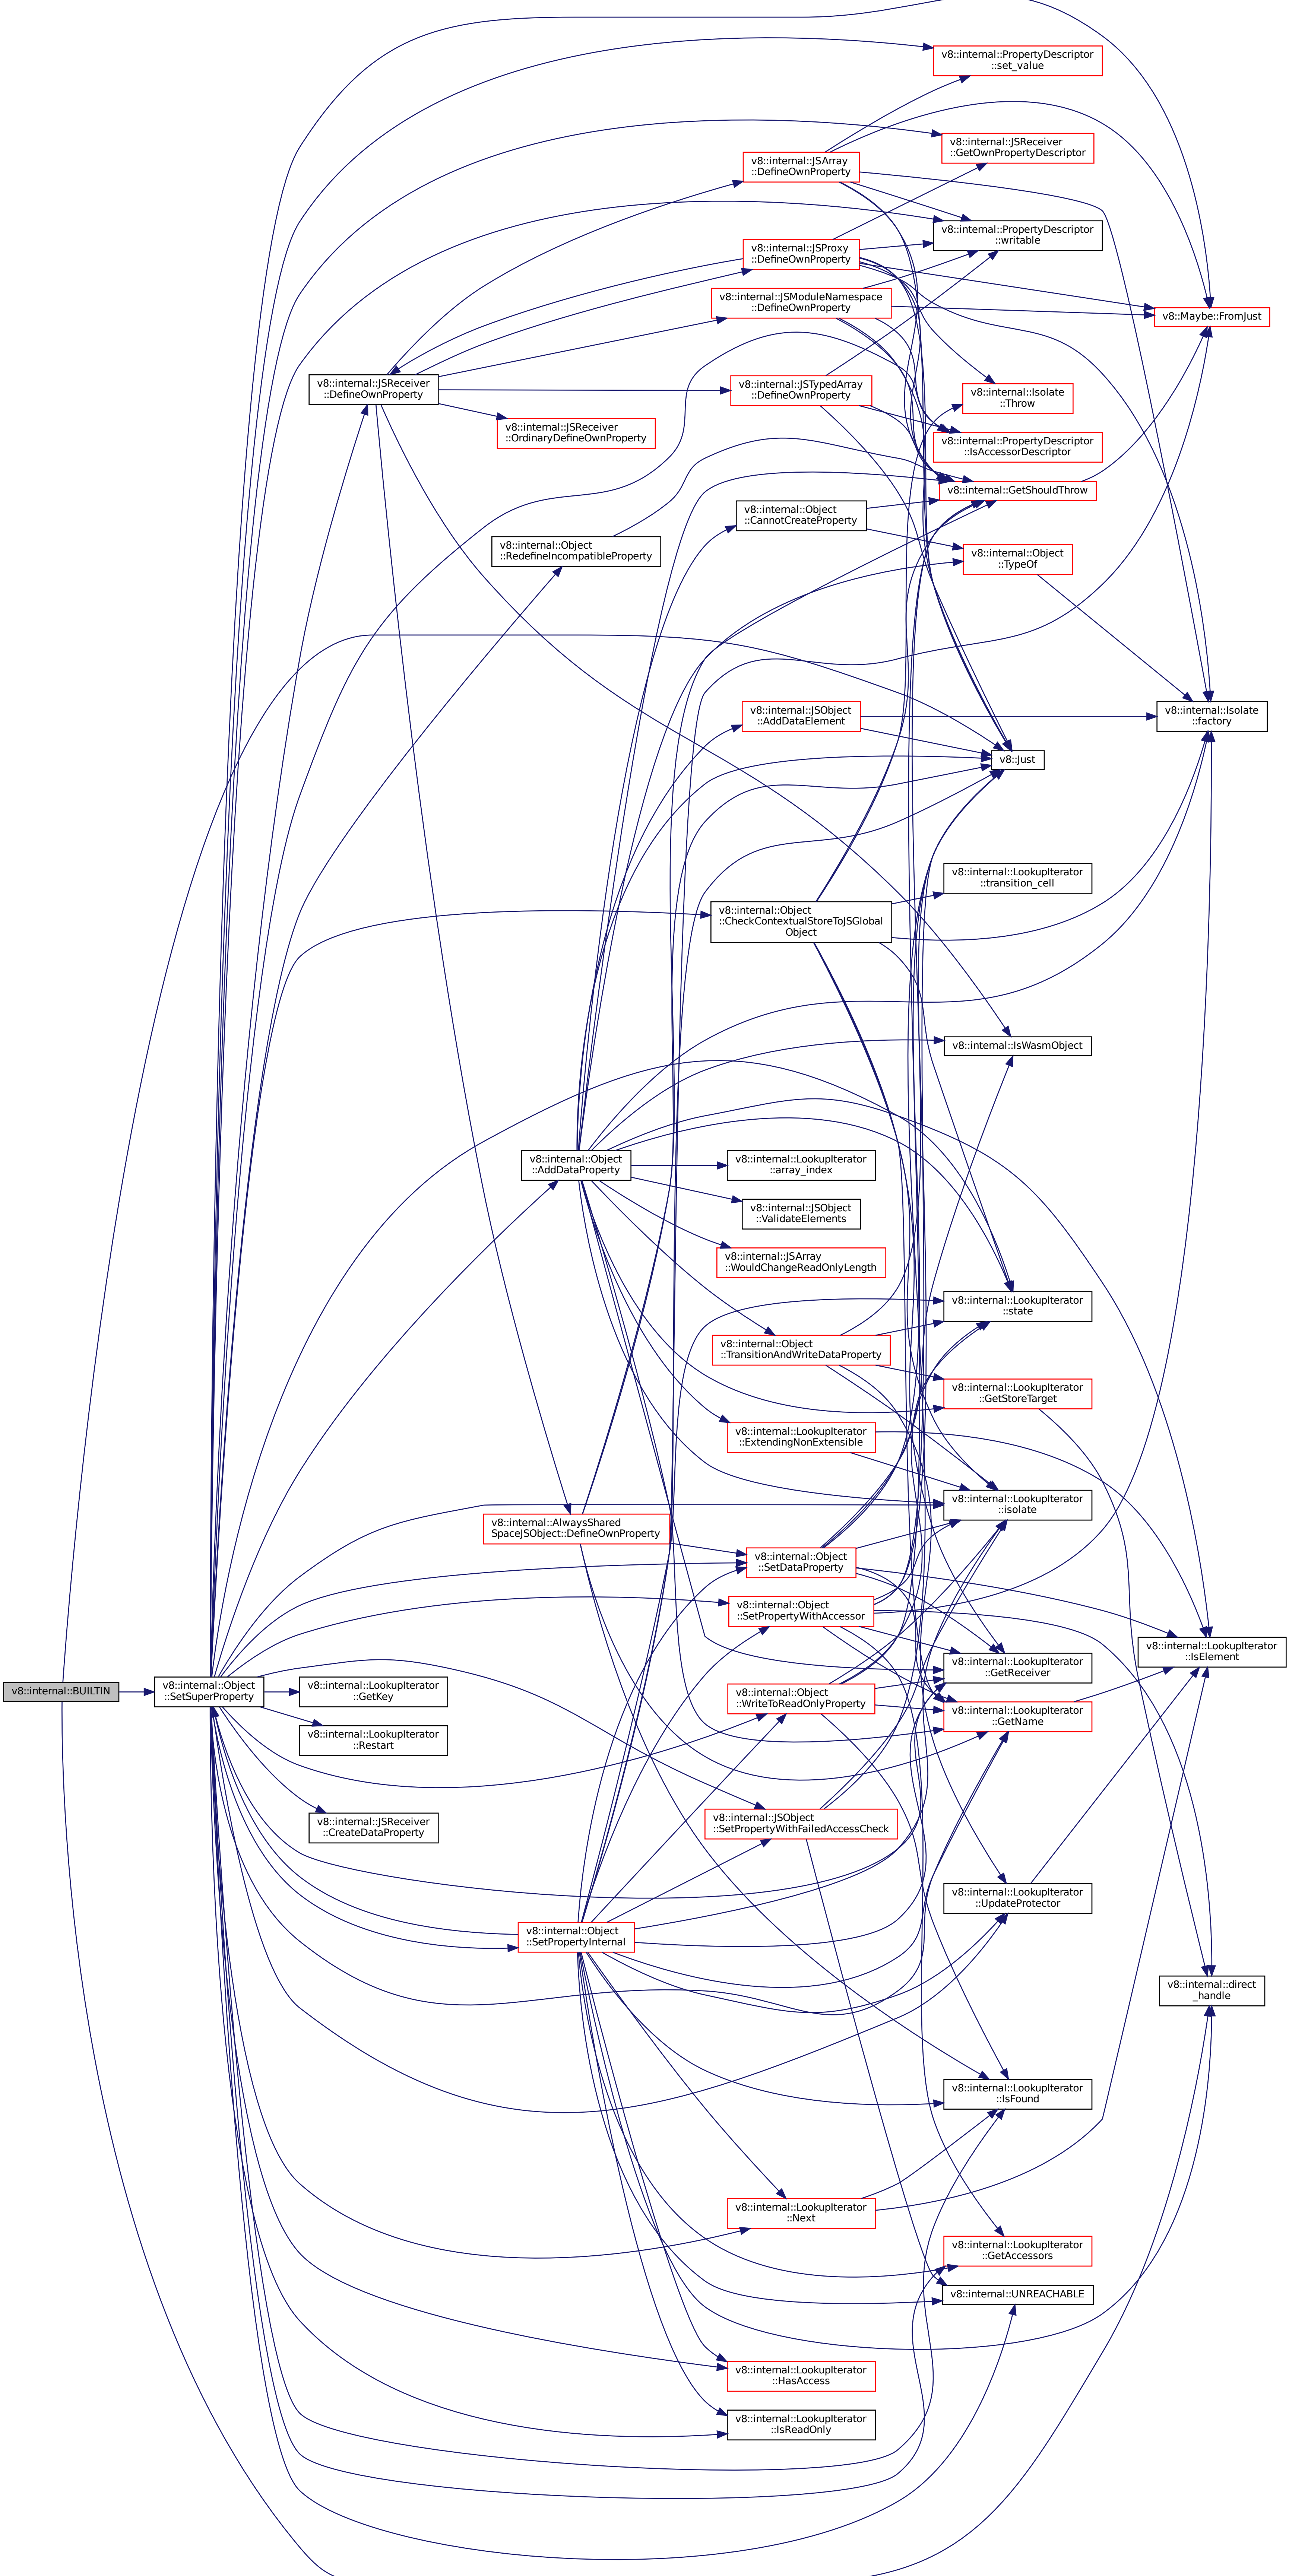 v8::internal::PropertyDescriptor
::set_value
v8::internal::JSReceiver
::GetOwnPropertyDescriptor
v8::internal::JSArray
::DefineOwnProperty
v8::internal::PropertyDescriptor
::writable
v8::internal::JSProxy
::DefineOwnProperty
v8::internal::JSModuleNamespace
::DefineOwnProperty
v8::Maybe::FromJust
v8::internal::JSReceiver
::DefineOwnProperty
v8::internal::JSTypedArray
::DefineOwnProperty
v8::internal::Isolate
::Throw
v8::internal::JSReceiver
::OrdinaryDefineOwnProperty
v8::internal::PropertyDescriptor
::IsAccessorDescriptor
v8::internal::GetShouldThrow
v8::internal::Object
::CannotCreateProperty
v8::internal::Object
::RedefineIncompatibleProperty
v8::internal::Object
::TypeOf
v8::internal::JSObject
::AddDataElement
v8::internal::Isolate
::factory
v8::Just
v8::internal::LookupIterator
::transition_cell
v8::internal::Object
::CheckContextualStoreToJSGlobal
Object
v8::internal::IsWasmObject
v8::internal::Object
::AddDataProperty
v8::internal::LookupIterator
::array_index
v8::internal::JSObject
::ValidateElements
v8::internal::JSArray
::WouldChangeReadOnlyLength
v8::internal::LookupIterator
::state
v8::internal::Object
::TransitionAndWriteDataProperty
v8::internal::LookupIterator
::GetStoreTarget
v8::internal::LookupIterator
::ExtendingNonExtensible
v8::internal::LookupIterator
::isolate
v8::internal::AlwaysShared
SpaceJSObject::DefineOwnProperty
v8::internal::Object
::SetDataProperty
v8::internal::Object
::SetPropertyWithAccessor
v8::internal::LookupIterator
::IsElement
v8::internal::LookupIterator
::GetReceiver
v8::internal::BUILTIN
v8::internal::Object
::SetSuperProperty
v8::internal::LookupIterator
::GetKey
v8::internal::Object
::WriteToReadOnlyProperty
v8::internal::LookupIterator
::GetName
v8::internal::LookupIterator
::Restart
v8::internal::JSReceiver
::CreateDataProperty
v8::internal::JSObject
::SetPropertyWithFailedAccessCheck
v8::internal::LookupIterator
::UpdateProtector
v8::internal::Object
::SetPropertyInternal
v8::internal::direct
_handle
v8::internal::LookupIterator
::IsFound
v8::internal::LookupIterator
::Next
v8::internal::LookupIterator
::GetAccessors
v8::internal::UNREACHABLE
v8::internal::LookupIterator
::HasAccess
v8::internal::LookupIterator
::IsReadOnly